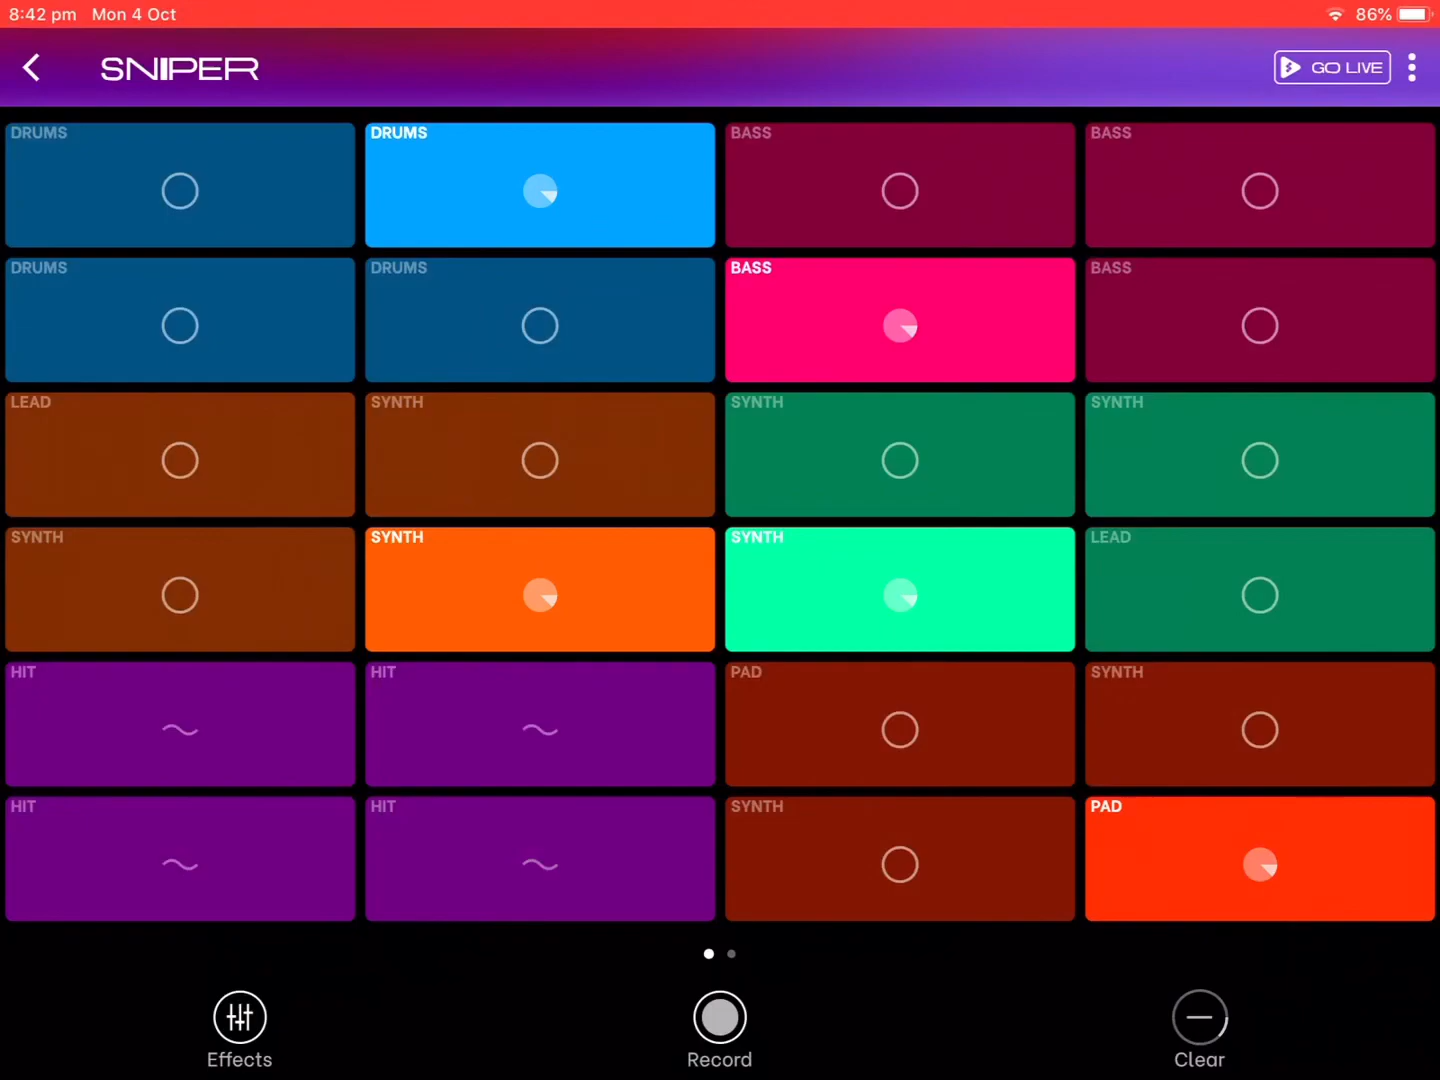 8:42 pm Mon 4 Oct 86%
SNIPER GO LIVE
DRUMS DRUMS BASS BASS
DRUMS DRUMS BASS BASS
LEAD SYNTH SYNTH SYNTH
SYNTH SYNTH SYNTH LEAD
HIT HIT PAD SYNTH
HIT HIT SYNTH PAD
Effects Record Clear